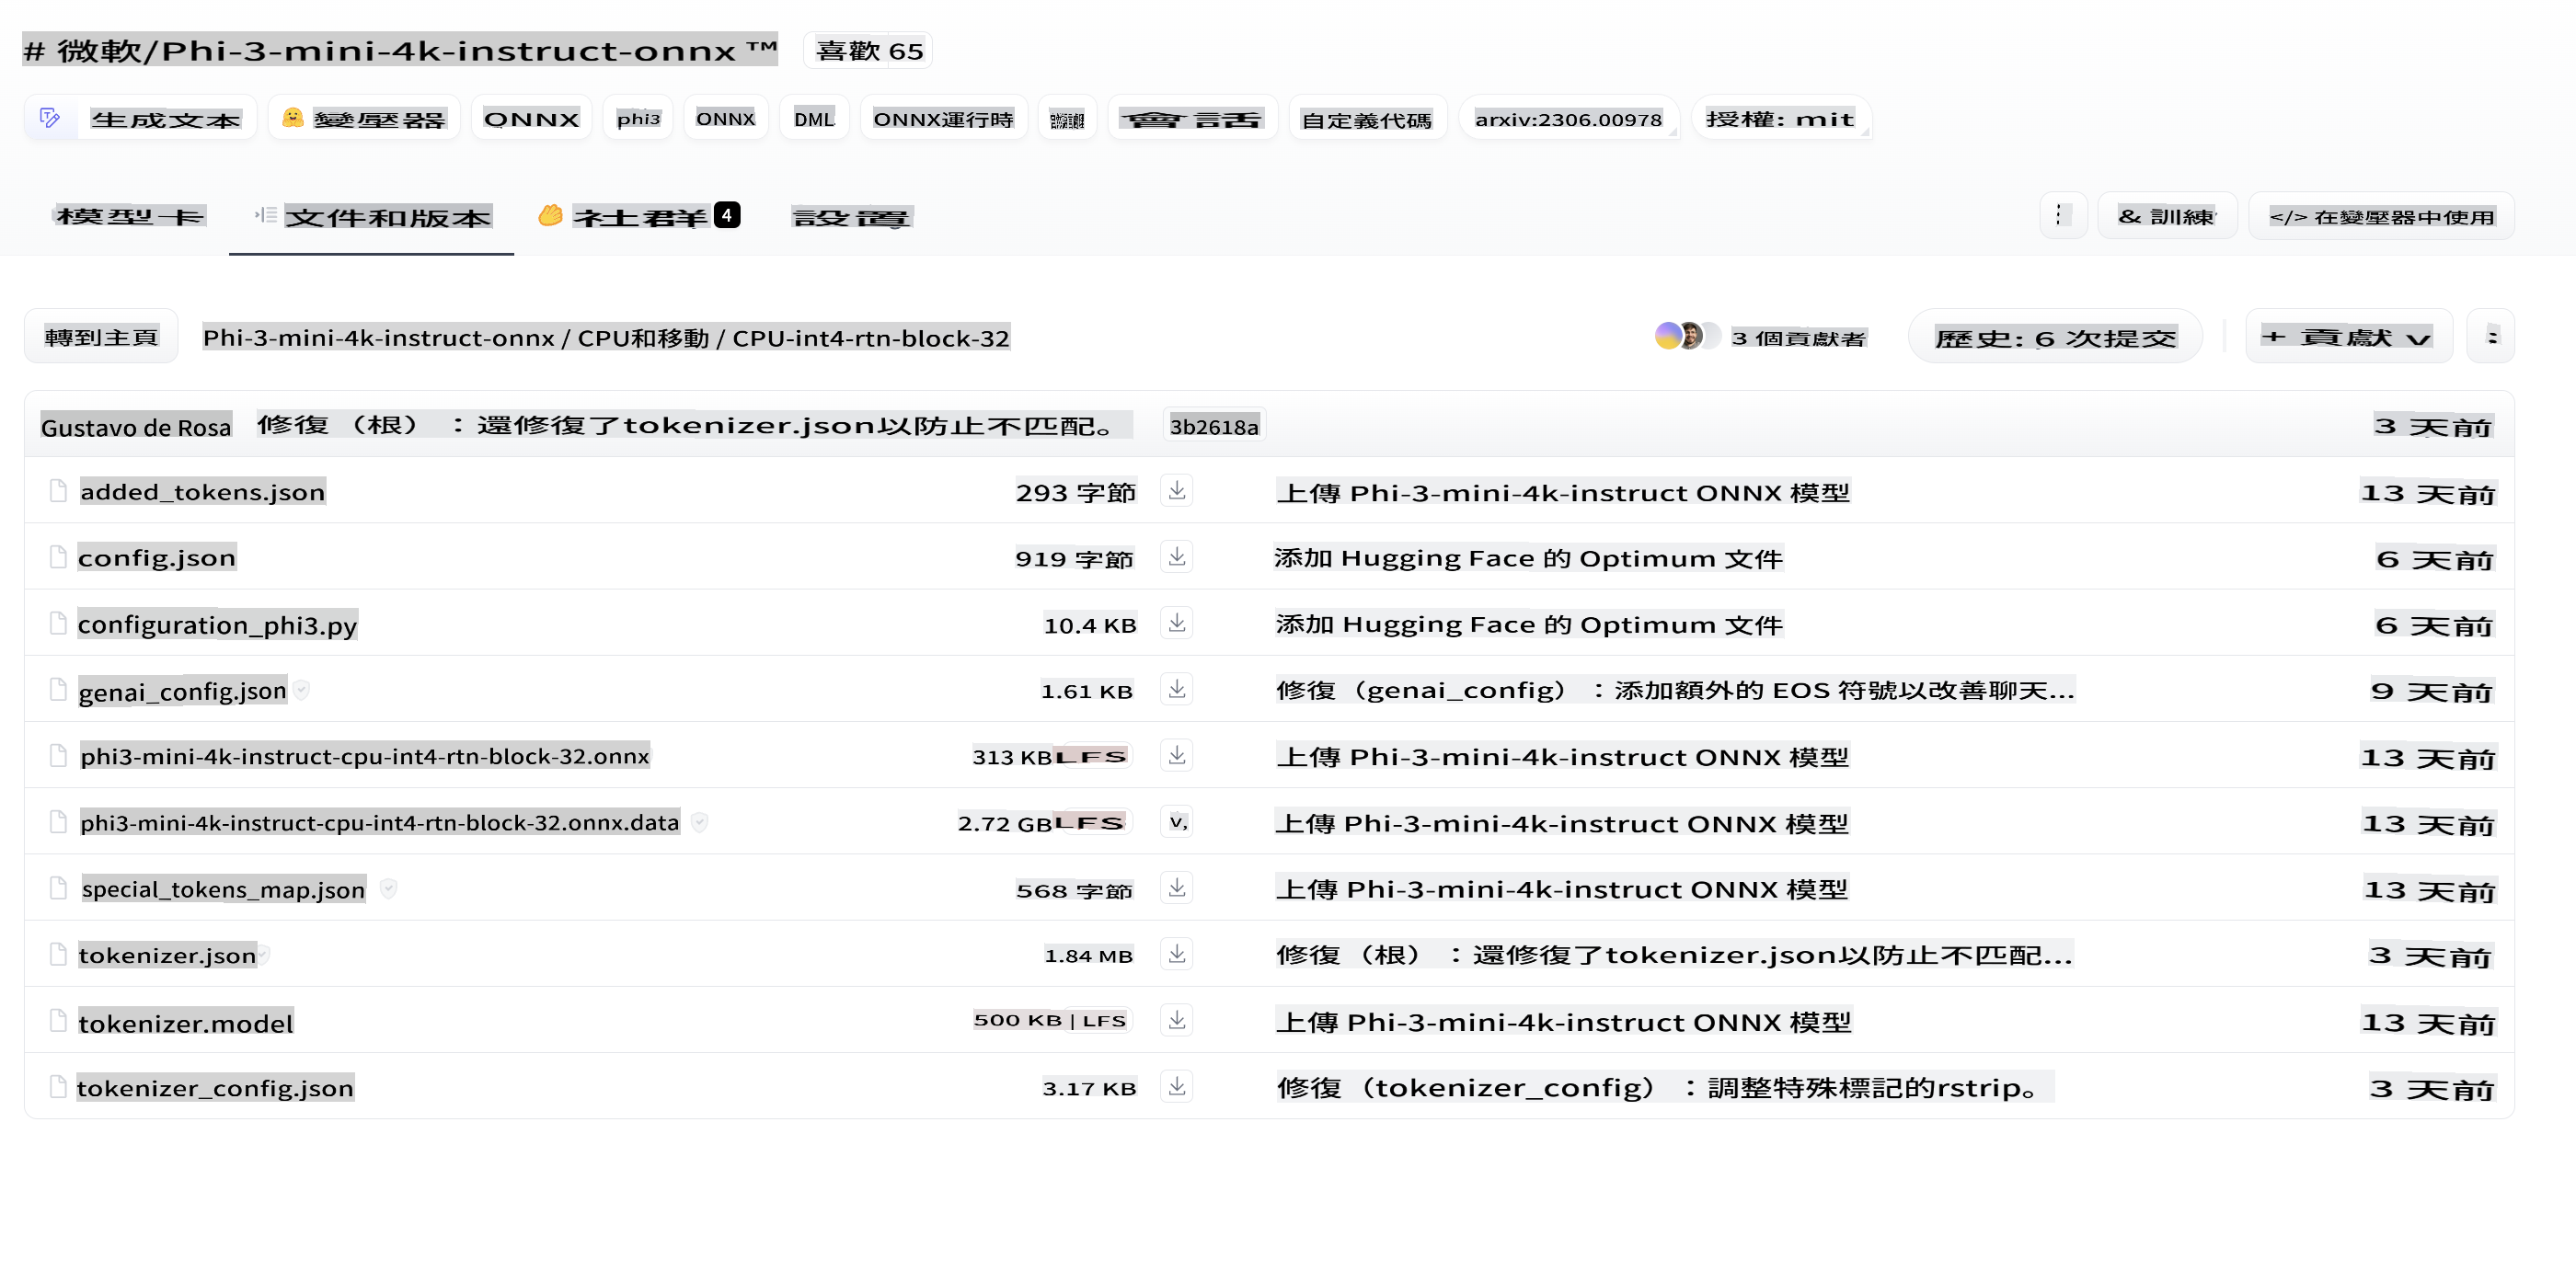 # 微軟/Phi-3-mini-4k-instruct-onnx ™ 喜歡 65
生成文本 變壓器 ONNX phi3 ONNX DML ONNX運行時 會話 自定義代碼 arxiv:2306.00978 授權: mit
模型卡 文件和版本 社群 4 設置 ⋮ & 訓練 </> 在變壓器中使用
轉到主頁 Phi-3-mini-4k-instruct-onnx / CPU和移動 / CPU-int4-rtn-block-32 3 個貢獻者 歷史: 6 次提交 + 貢獻 v :
Gustavo de Rosa 修復（根）：還修復了tokenizer.json以防止不匹配。 3b2618a 3 天前
added_tokens.json 293 字節 上傳 Phi-3-mini-4k-instruct ONNX 模型 13 天前
config.json 919 字節 添加 Hugging Face 的 Optimum 文件 6 天前
configuration_phi3.py 10.4 KB 添加 Hugging Face 的 Optimum 文件 6 天前
genai_config.json 1.61 KB 修復（genai_config）：添加額外的 EOS 符號以改善聊天... 9 天前
phi3-mini-4k-instruct-cpu-int4-rtn-block-32.onnx 313 KB LFS 上傳 Phi-3-mini-4k-instruct ONNX 模型 13 天前
phi3-mini-4k-instruct-cpu-int4-rtn-block-32.onnx.data 2.72 GB LFS v, 上傳 Phi-3-mini-4k-instruct ONNX 模型 13 天前
special_tokens_map.json 568 字節 上傳 Phi-3-mini-4k-instruct ONNX 模型 13 天前
tokenizer.json 1.84 MB 修復（根）：還修復了tokenizer.json以防止不匹配... 3 天前
tokenizer.model 500 KB | LFS 上傳 Phi-3-mini-4k-instruct ONNX 模型 13 天前
tokenizer_config.json 3.17 KB 修復（tokenizer_config）：調整特殊標記的rstrip。 3 天前